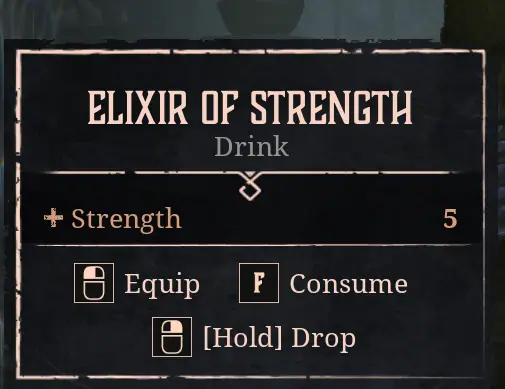 ELIXIR OF STRENGTH
Drink
Strength 5
Equip F Consume
[Hold] Drop